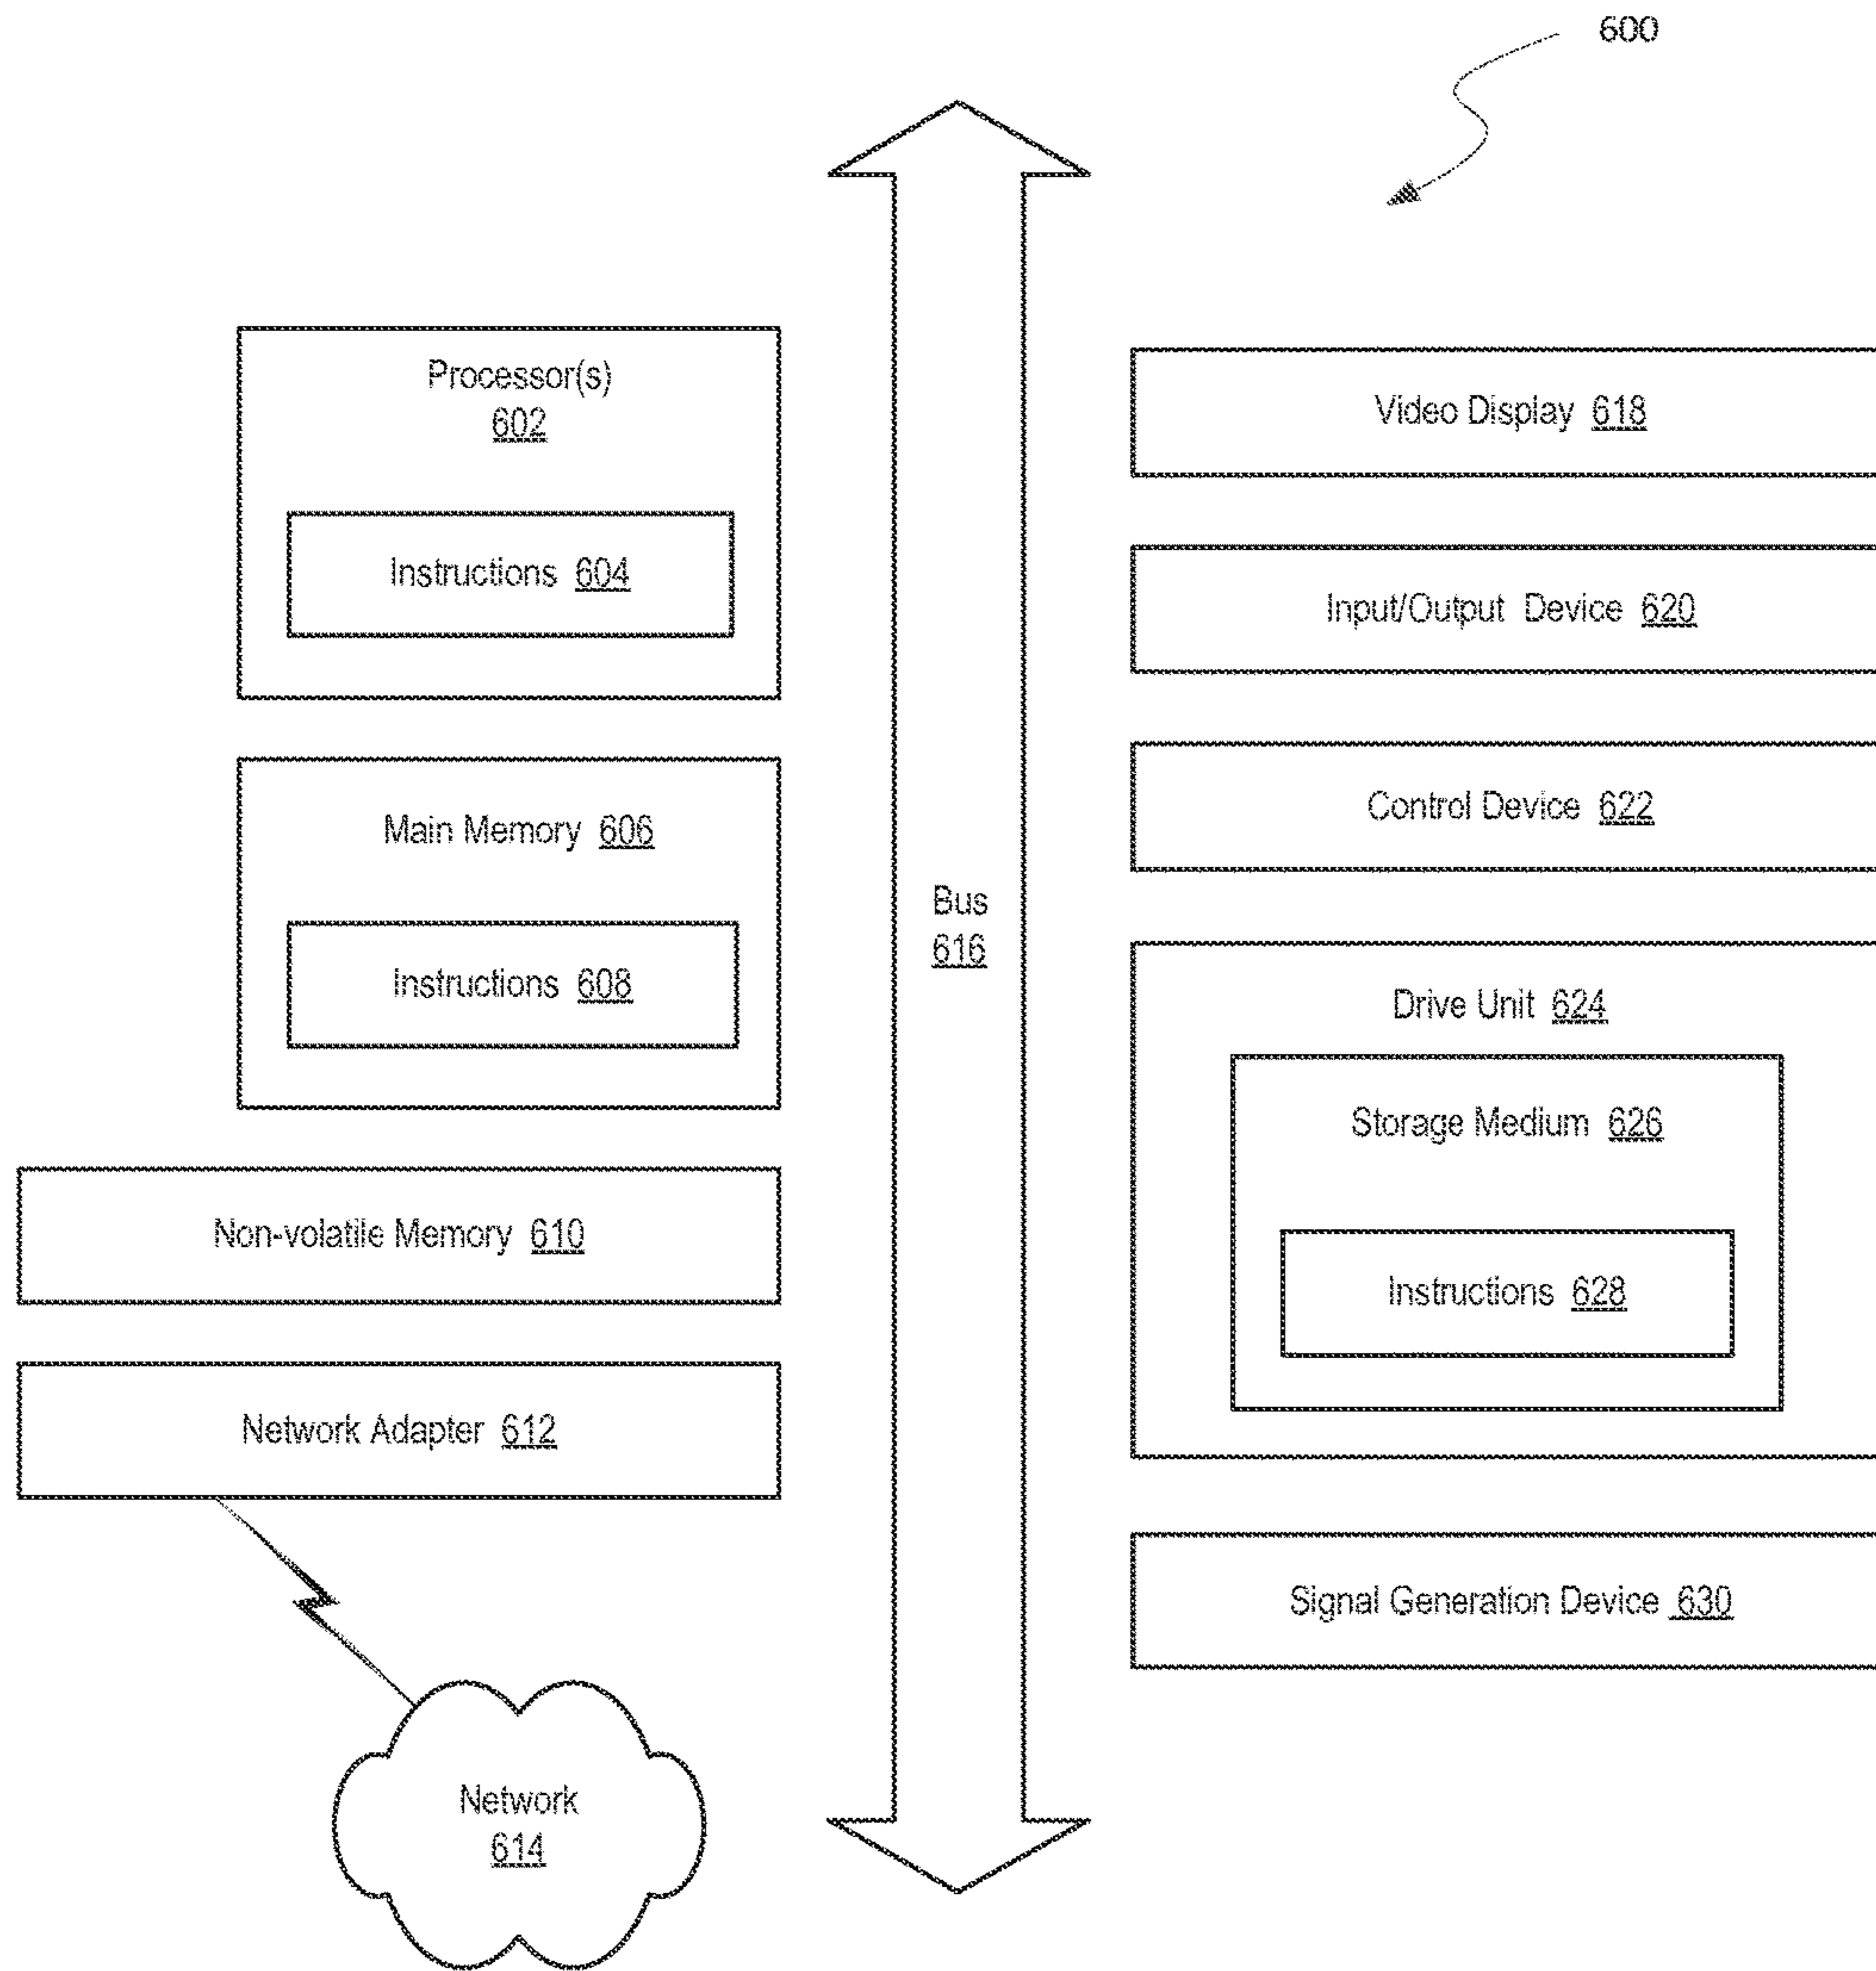 600
Processor(s)
602
Instructions 604
Main Memory 606
Instructions 608
Non-volatile Memory 610
Network Adapter 612
Network
614
Bus
616
Video Display 618
Input/Output Device 620
Control Device 622
Drive Unit 624
Storage Medium 626
Instructions 628
Signal Generation Device 630